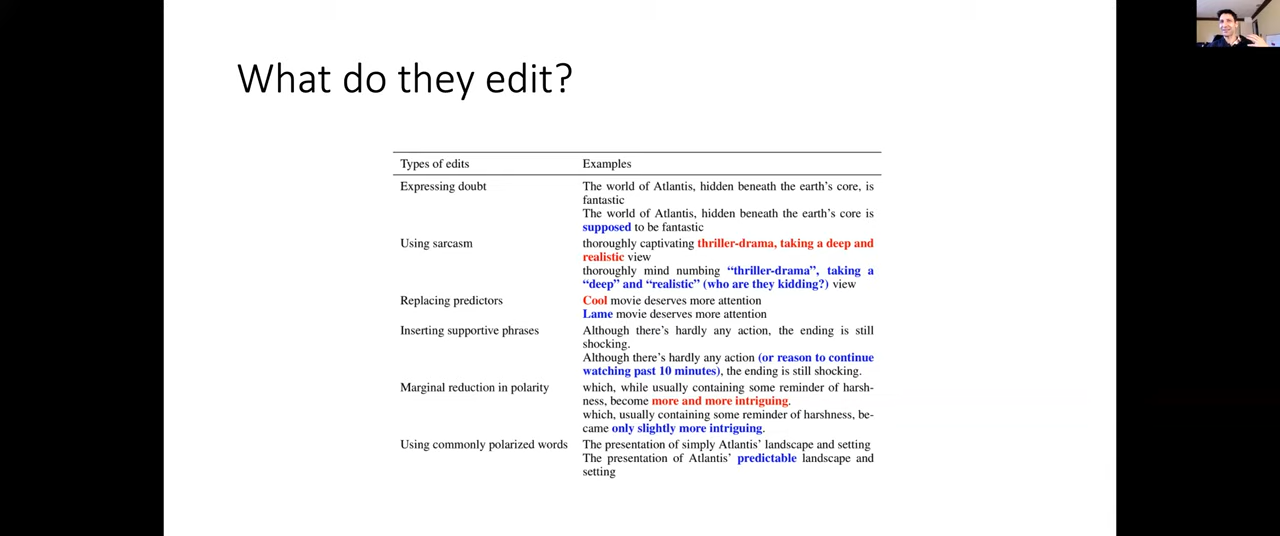 What do they edit?
Types of edits Examples
Expressing doubt The world of Atlantis, hidden beneath the earth's core, is
fantastic
The world of Atlantis, hidden beneath the earth's core is
supposed to be fantastic
Using sarcasm thoroughly captivating thriller-drama, taking a deep and
realistic view
thoroughly mind numbing “thriller-drama”, taking a
“deep” and “realistic” (who are they kidding?) view
Replacing predictors Cool movie deserves more attention
Lame movie deserves more attention
Inserting supportive phrases Although there's hardly any action, the ending is still
shocking.
Although there's hardly any action (or reason to continue
watching past 10 minutes), the ending is still shocking.
Marginal reduction in polarity which, while usually containing some reminder of harsh-
ness, become more and more intriguing.
which, usually containing some reminder of harshness, be-
came only slightly more intriguing.
Using commonly polarized words The presentation of simply Atlantis' landscape and setting
The presentation of Atlantis' predictable landscape and
setting